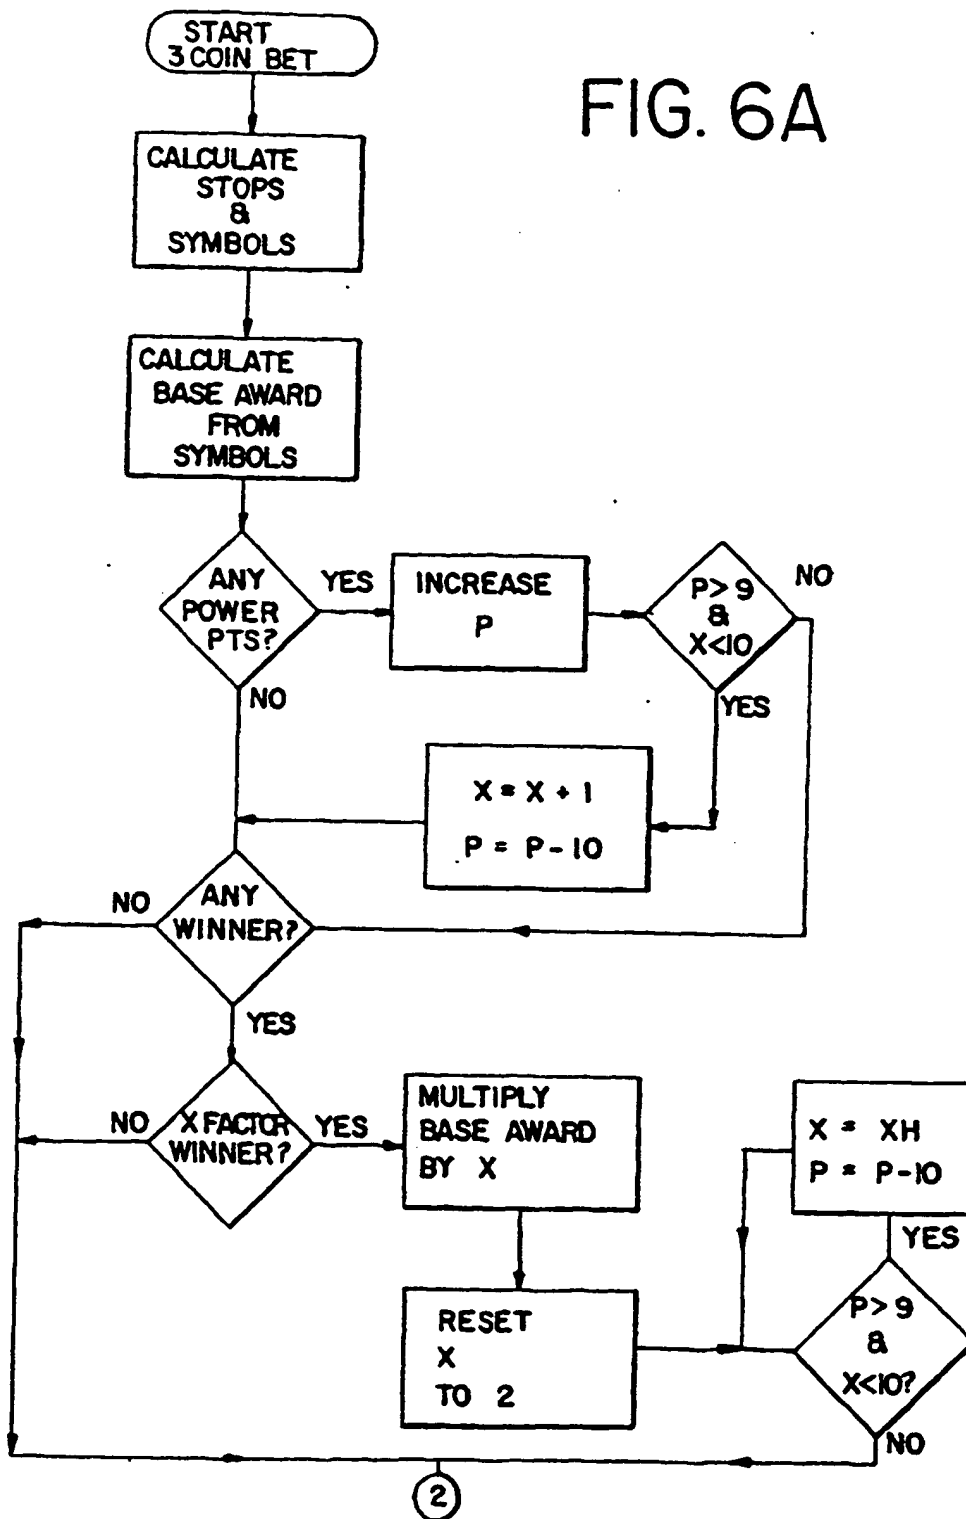 START
3 COIN BET
FIG. 6A
CALCULATE
STOPS
&
SYMBOLS
CALCULATE
BASE AWARD
FROM
SYMBOLS
ANY
POWER
PTS?
YES
INCREASE
P
P> 9
&
X<10
NO
NO
YES
X = X + 1
P = P-10
NO
ANY
WINNER?
YES
NO
X FACTOR
WINNER?
YES
MULTIPLY
BASE AWARD
BY X
X = XH
P = P-10
YES
RESET
X
TO 2
P> 9
&
X<10?
NO
2